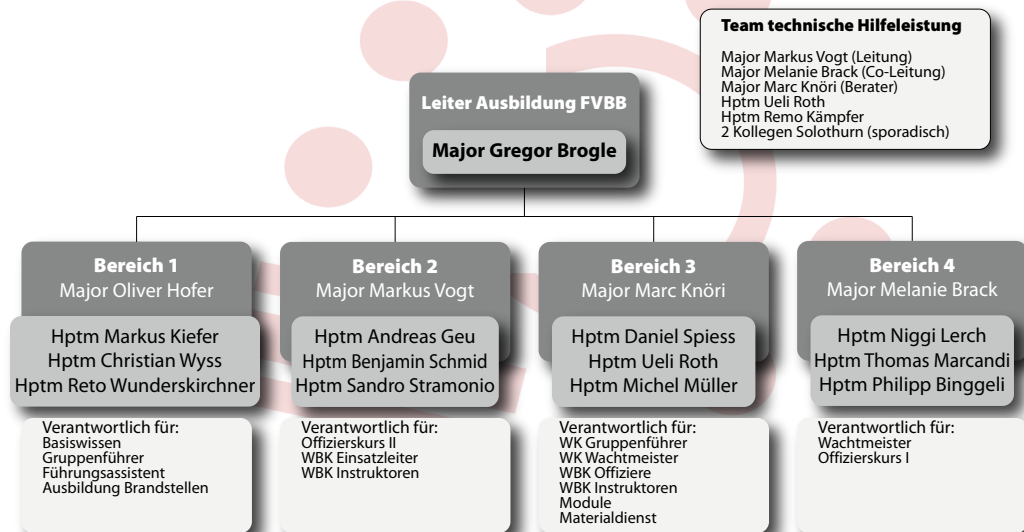 Team technische Hilfeleistung
Major Markus Vogt (Leitung)
Major Melanie Brack (Co-Leitung)
Major Marc Knöri (Berater)
Hptm Ueli Roth
Hptm Remo Kämpfer
2 Kollegen Solothurn (sporadisch)
Leiter Ausbildung FVBB
Major Gregor Brogle
Bereich 1
Major Oliver Hofer
Hptm Markus Kiefer
Hptm Christian Wyss
Hptm Reto Wunderskirchner
Verantwortlich für:
Basiswissen
Gruppenführer
Führungsassistent
Ausbildung Brandstellen
Bereich 2
Major Markus Vogt
Hptm Andreas Geu
Hptm Benjamin Schmid
Hptm Sandro Stramonio
Verantwortlich für:
Offizierskurs II
WBK Einsatzleiter
WBK Instruktoren
Bereich 3
Major Marc Knöri
Hptm Daniel Spiess
Hptm Ueli Roth
Hptm Michel Müller
Verantwortlich für:
WK Gruppenführer
WK Wachtmeister
WBK Offiziere
WBK Instruktoren
Module
Materialdienst
Bereich 4
Major Melanie Brack
Hptm Niggi Lerch
Hptm Thomas Marcandi
Hptm Philipp Binggeli
Verantwortlich für:
Wachtmeister
Offizierskurs I